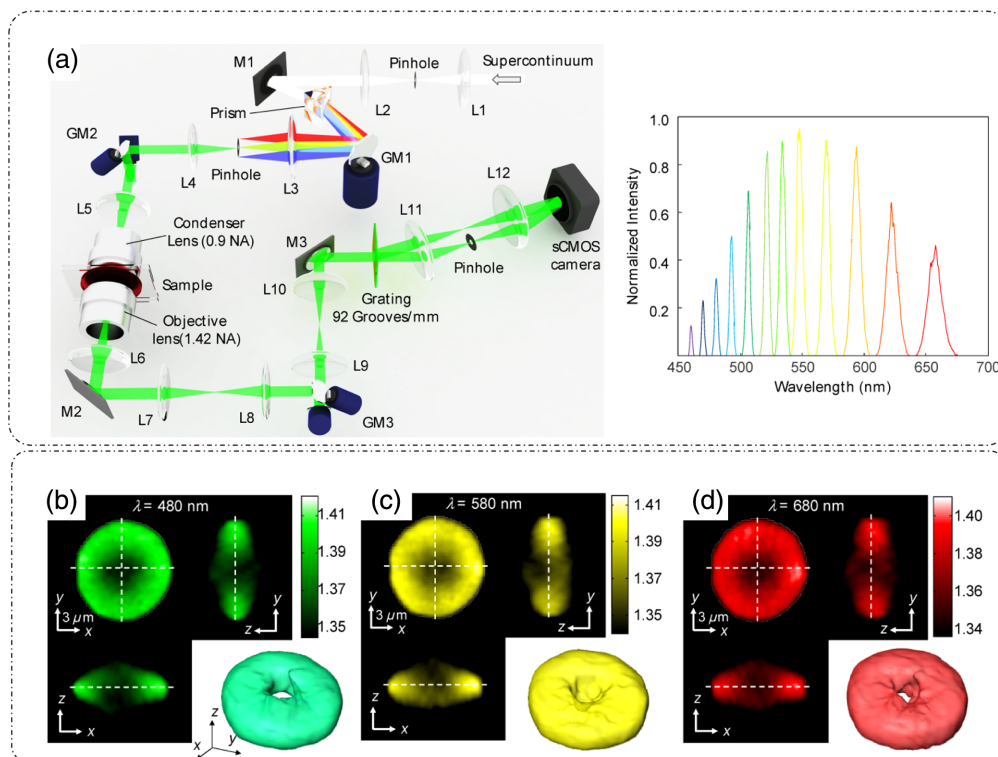 (a)
M1
Pinhole
Supercontinuum
L2
L1
Prism
GM2
L4
Pinhole
L3
GM1
L5
Condenser
Lens (0.9 NA)
Sample
Objective
lens(1.42 NA)
L6
M2
L7
L8
GM3
L9
L10
M3
Grating
92 Grooves/mm
L11
Pinhole
L12
sCMOS
camera
Normalized Intensity
1.0
0.8
0.6
0.4
0.2
450 500 550 600 650 700
Wavelength (nm)
(b)
λ = 480 nm
1.41
1.39
1.37
1.35
y
3 μm
x
y
z
z
x
z
y
x
(c)
λ = 580 nm
1.41
1.39
1.37
1.35
y
3 μm
x
y
z
z
x
(d)
λ = 680 nm
1.40
1.38
1.36
1.34
y
3 μm
x
y
z
z
x